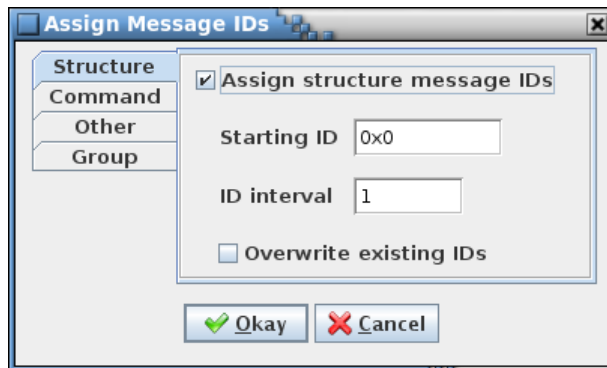 Assign Message IDs
Structure
Command
Other
Group
Assign structure message IDs
Starting ID 0x0
ID interval 1
Overwrite existing IDs
Okay Cancel